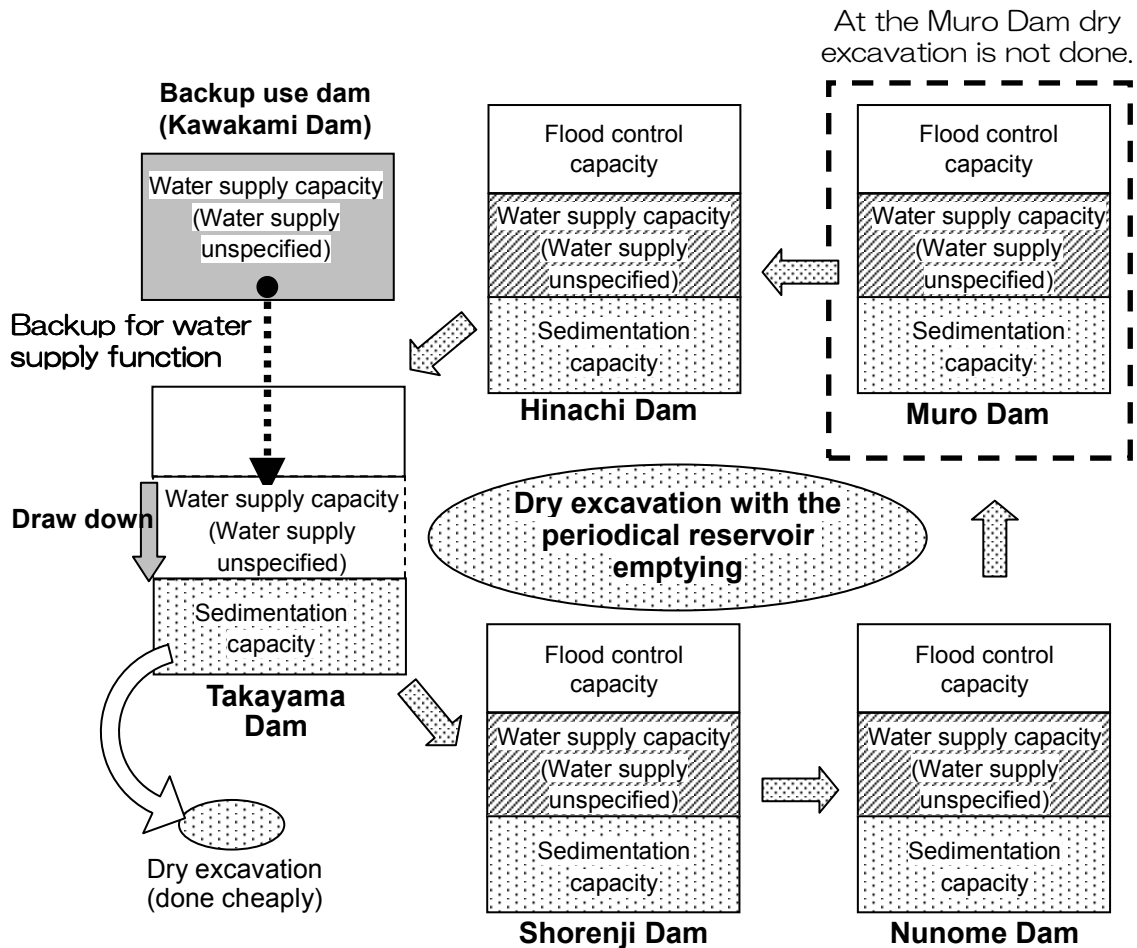 At the Muro Dam dry
excavation is not done.
Backup use dam
(Kawakami Dam)
Water supply capacity
(Water supply
unspecified)
Backup for water
supply function
Flood control
capacity
Water supply capacity
(Water supply
unspecified)
Sedimentation
capacity
Hinachi Dam
Flood control
capacity
Water supply capacity
(Water supply
unspecified)
Sedimentation
capacity
Muro Dam
Draw down
Water supply capacity
(Water supply
unspecified)
Sedimentation
capacity
Takayama
Dam
Dry excavation with the
periodical reservoir
emptying
Dry excavation
(done cheaply)
Flood control
capacity
Water supply capacity
(Water supply
unspecified)
Sedimentation
capacity
Shorenji Dam
Flood control
capacity
Water supply capacity
(Water supply
unspecified)
Sedimentation
capacity
Nunome Dam